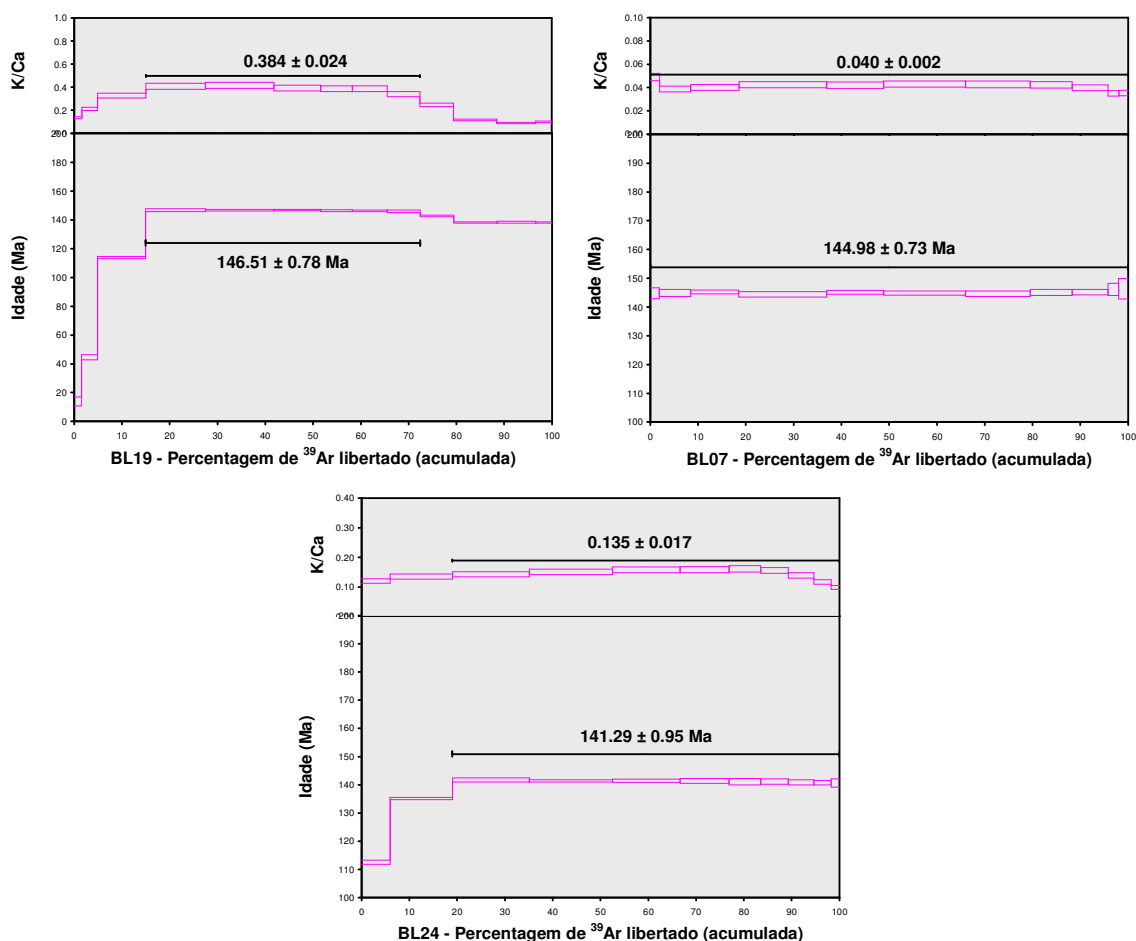 K/Ca
1.0
0.8
0.6
0.4
0.2
0.384 ± 0.024
Idade (Ma)
200
180
160
140
120
100
80
60
40
20
0
146.51 ± 0.78 Ma
0 10 20 30 40 50 60 70 80 90 100
BL19 - Percentagem de ³⁹Ar libertado (acumulada)
K/Ca
0.10
0.08
0.06
0.04
0.02
0.00
0.040 ± 0.002
Idade (Ma)
200
190
180
170
160
150
140
130
120
110
100
144.98 ± 0.73 Ma
0 10 20 30 40 50 60 70 80 90 100
BL07 - Percentagem de ³⁹Ar libertado (acumulada)
K/Ca
0.40
0.30
0.20
0.10
0.135 ± 0.017
Idade (Ma)
200
190
180
170
160
150
140
130
120
110
100
141.29 ± 0.95 Ma
0 10 20 30 40 50 60 70 80 90 100
BL24 - Percentagem de ³⁹Ar libertado (acumulada)